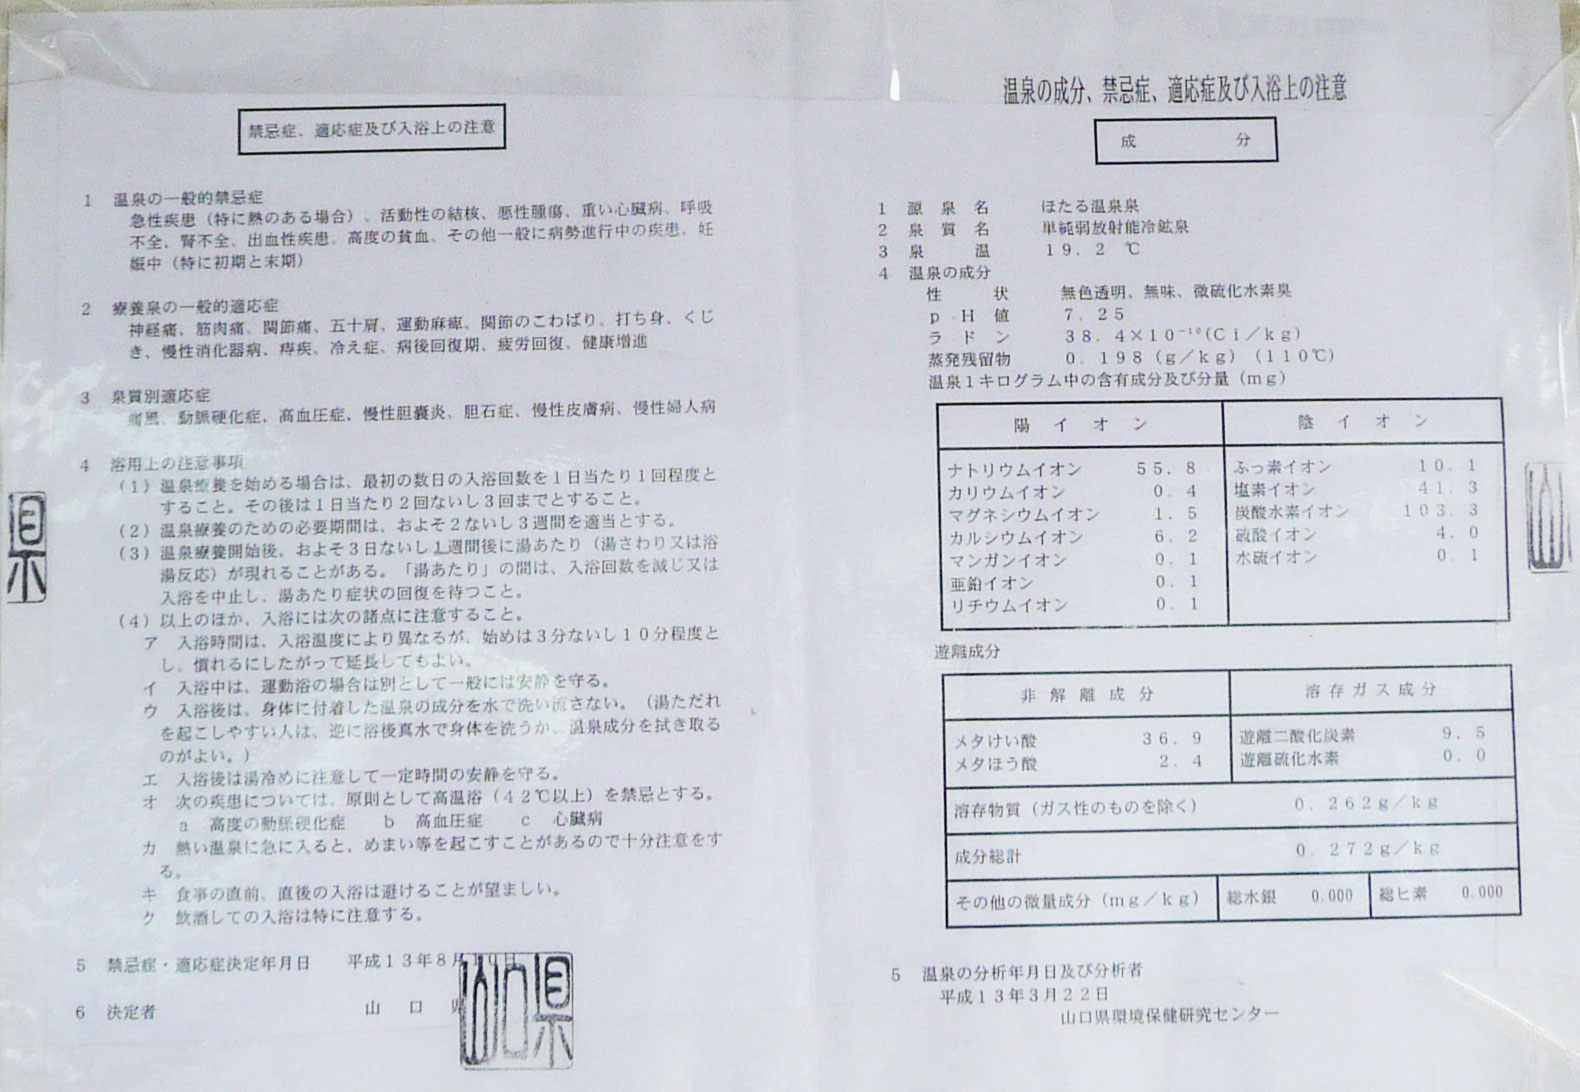 禁忌症、適応症及び入浴上の注意
1 温泉の一般的禁忌症
急性疾患（特に熱のある場合）、活動性の結核、悪性腫瘍、重い心臓病、呼吸
不全、腎不全、出血性疾患、高度の貧血、その他一般に病勢進行中の疾患、妊
娠中（特に初期と末期）
2 療養泉の一般的適応症
神経痛、筋肉痛、関節痛、五十肩、運動麻痺、関節のこわばり、打ち身、くじ
き、慢性消化器病、痔疾、冷え症、病後回復期、疲労回復、健康増進
3 泉質別適応症
痛風、動脈硬化症、高血圧症、慢性胆嚢炎、胆石症、慢性皮膚病、慢性婦人病
4 浴用上の注意事項
（1）温泉療養を始める場合は、最初の数日の入浴回数を1日当たり1回程度と
すること。その後は1日当たり2回ないし3回までとすること。
（2）温泉療養のための必要期間は、およそ2ないし3週間を適当とする。
（3）温泉療養開始後、およそ3日ないし1週間後に湯あたり（湯さわり又は浴
湯反応）が現れることがある。「湯あたり」の間は、入浴回数を減じ又は
入浴を中止し、湯あたり症状の回復を待つこと。
（4）以上のほか、入浴には次の諸点に注意すること。
ア 入浴時間は、入浴温度により異なるが、始めは3分ないし10分程度と
し、慣れるにしたがって延長してもよい。
イ 入浴中は、運動浴の場合は別として一般には安静を守る。
ウ 入浴後は、身体に付着した温泉の成分を水で洗い流さない。（湯ただれ
を起こしやすい人は、逆に浴後真水で身体を洗うか、温泉成分を拭き取る
のがよい。）
エ 入浴後は湯冷めに注意して一定時間の安静を守る。
オ 次の疾患については、原則として高温浴（42℃以上）を禁忌とする。
a 高度の動脈硬化症 b 高血圧症 c 心臓病
カ 熱い温泉に急に入ると、めまい等を起こすことがあるので十分注意をす
る。
キ 食事の直前、直後の入浴は避けることが望ましい。
ク 飲酒しての入浴は特に注意する。
5 禁忌症・適応症決定年月日 平成13年8月10日
6 決定者 山口県
山口県
温泉の成分、禁忌症、適応症及び入浴上の注意
成 分
1 源泉名 ほたる温泉泉
2 泉質名 単純弱放射能冷鉱泉
3 泉温 19.2 ℃
4 温泉の成分
性状 無色透明、無味、微硫化水素臭
pH値 7.25
ラドン 38.4×10⁻¹⁰(Ci/kg)
蒸発残留物 0.198（g/kg）（110℃）
温泉1キログラム中の含有成分及び分量（mg）
陽イオン 陰イオン
ナトリウムイオン 55.8 ふっ素イオン 10.1
カリウムイオン 0.4 塩素イオン 41.3
マグネシウムイオン 1.5 炭酸水素イオン 103.3
カルシウムイオン 6.2 硫酸イオン 4.0
マンガンイオン 0.1 水硫イオン 0.1
亜鉛イオン 0.1
リチウムイオン 0.1
遊離成分
非解離成分 溶存ガス成分
メタけい酸 36.9 遊離二酸化炭素 9.5
メタほう酸 2.4 遊離硫化水素 0.0
溶存物質（ガス性のものを除く） 0.262g/kg
成分総計 0.272g/kg
その他の微量成分（mg/kg） 総水銀 0.000 総ヒ素 0.000
5 温泉の分析年月日及び分析者
平成13年3月22日
山口県環境保健研究センター
県
山